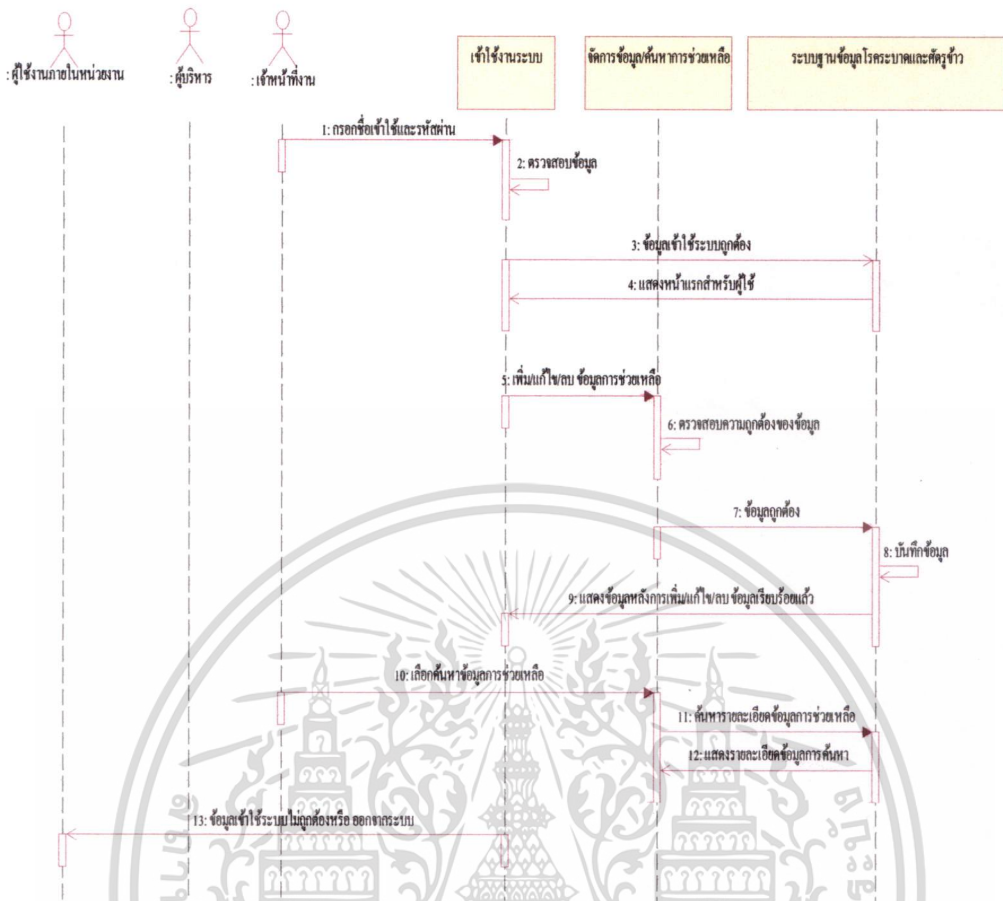 : ผู้ใช้งานภายในหน่วยงาน
: ผู้บริหาร
: เจ้าหน้าที่งาน
เข้าใช้งานระบบ
จัดการข้อมูล/ค้นหาการช่วยเหลือ
ระบบฐานข้อมูลโรคระบาดและศัตรูข้าว
1: กรอกชื่อเข้าใช้และรหัสผ่าน
2: ตรวจสอบข้อมูล
3: ข้อมูลเข้าใช้ระบบถูกต้อง
4: แสดงหน้าแรกสำหรับผู้ใช้
5: เพิ่ม/แก้ไข/ลบ ข้อมูลการช่วยเหลือ
6: ตรวจสอบความถูกต้องของข้อมูล
7: ข้อมูลถูกต้อง
8: บันทึกข้อมูล
9: แสดงข้อมูลหลังการเพิ่ม/แก้ไข/ลบ ข้อมูลเรียบร้อยแล้ว
10: เลือกค้นหาข้อมูลการช่วยเหลือ
11: ค้นหารายละเอียดข้อมูลการช่วยเหลือ
12: แสดงรายละเอียดข้อมูลการค้นหา
13: ข้อมูลเข้าใช้ระบบไม่ถูกต้องหรือ ออกจากระบบ